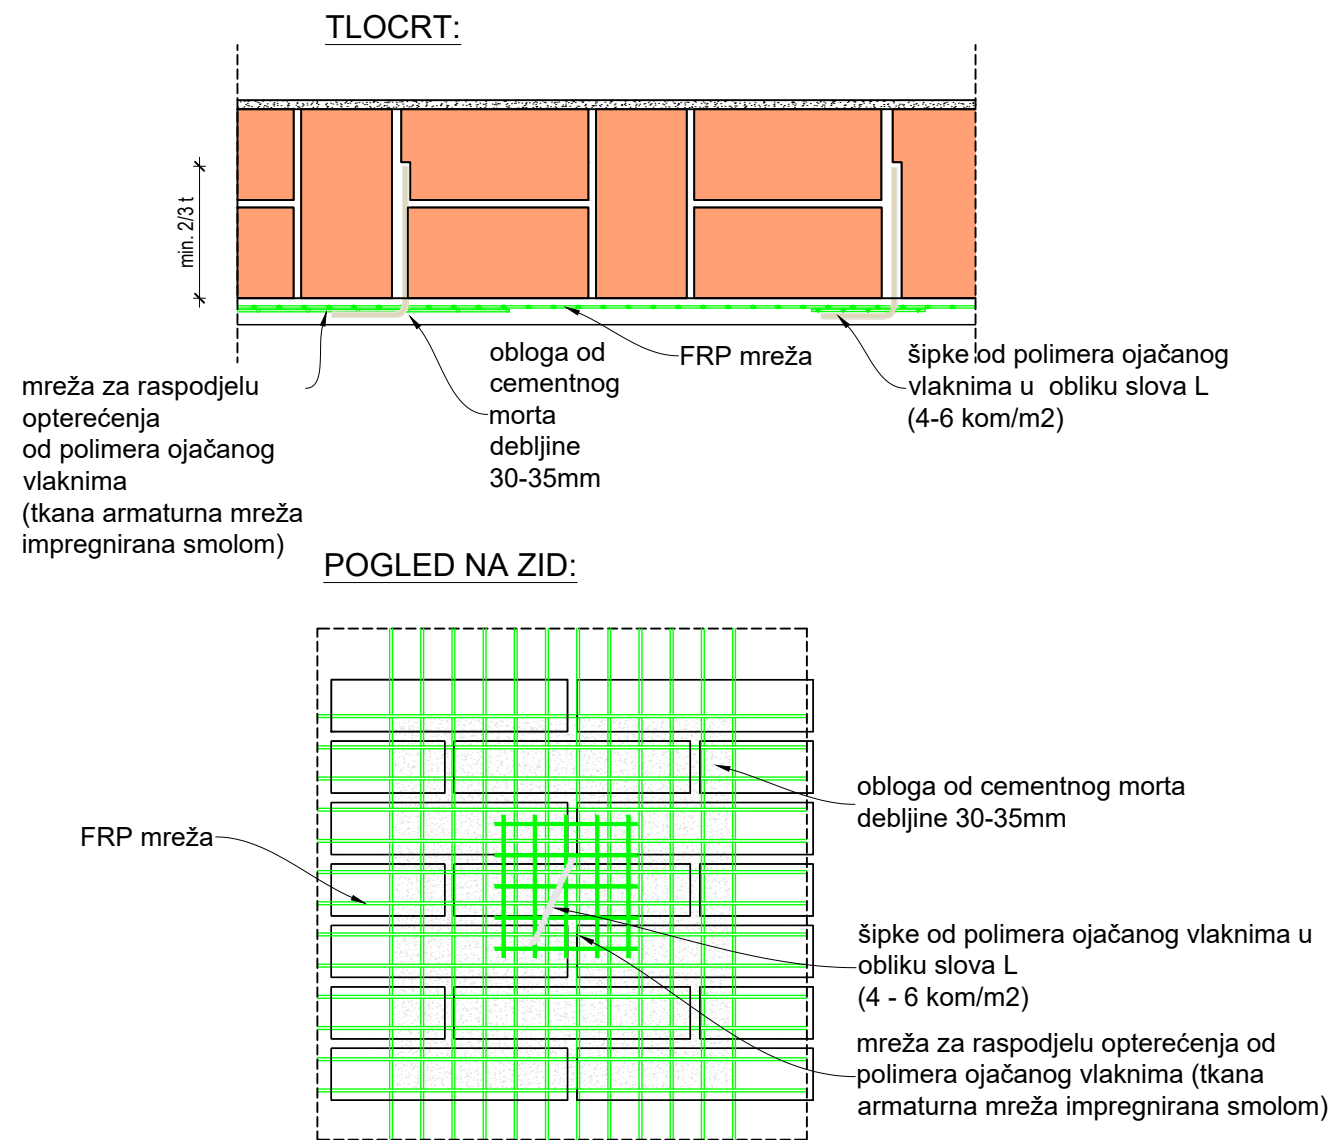 TLOCRT:
min. 2/3 t
mreža za raspodjelu
opterećenja
od polimera ojačanog
vlaknima
(tkana armaturna mreža
impregnirana smolom)
obloga od
cementnog
morta
debljine
30-35mm
FRP mreža
šipke od polimera ojačanog
vlaknima u  obliku slova L
(4-6 kom/m2)
POGLED NA ZID:
FRP mreža
obloga od cementnog morta
debljine 30-35mm
šipke od polimera ojačanog vlaknima u
obliku slova L
(4 - 6 kom/m2)
mreža za raspodjelu opterećenja od
polimera ojačanog vlaknima (tkana
armaturna mreža impregnirana smolom)